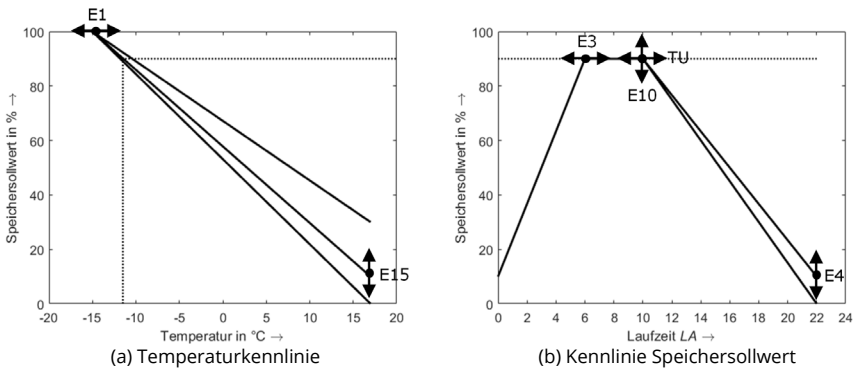 E1
E15
100
80
60
40
20
0
Speichersollwert in % →
-20 -15 -10 -5 0 5 10 15 20
Temperatur in °C →
(a) Temperaturkennlinie
E3
TU
E10
E4
100
80
60
40
20
0
Speichersollwert in % →
0 2 4 6 8 10 12 14 16 18 20 22 24
Laufzeit LA →
(b) Kennlinie Speichersollwert